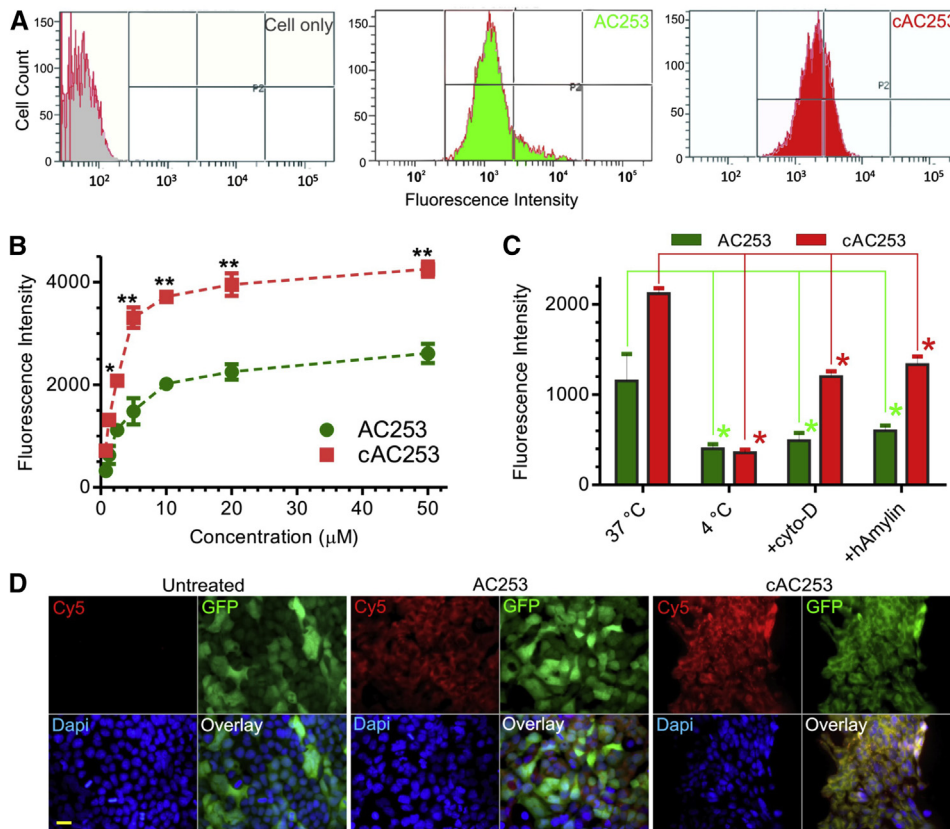 A
Cell only
AC253
cAC253
Cell Count
150
100
50
0
P2
10² 10³ 10⁴ 10⁵
150
100
50
0
P2
10² 10³ 10⁴ 10⁵
150
100
50
0
P2
10² 10³ 10⁴ 10⁵
Fluorescence Intensity
B
Fluorescence Intensity
4000
2000
0
* ** ** ** **
AC253
cAC253
0 10 20 30 40 50
Concentration (μM)
C
AC253 cAC253
Fluorescence Intensity
2000
1000
0
* * * * * *
37 °C 4 °C +cyto-D +hAmylin
D
Untreated AC253 cAC253
Cy5 GFP Cy5 GFP Cy5 GFP
Dapi Overlay Dapi Overlay Dapi Overlay